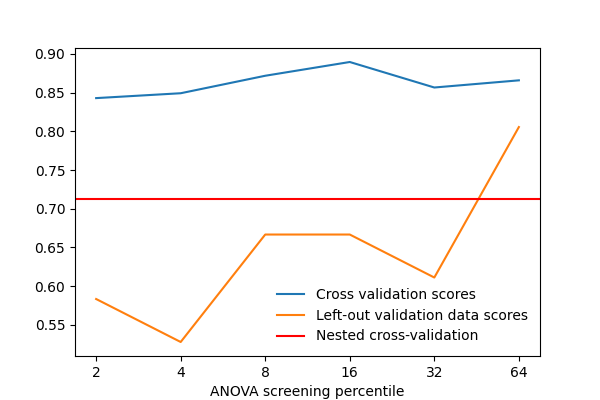 0.90
0.85
0.80
0.75
0.70
0.65
0.60
0.55
Cross validation scores
Left-out validation data scores
Nested cross-validation
2 4 8 16 32 64
ANOVA screening percentile